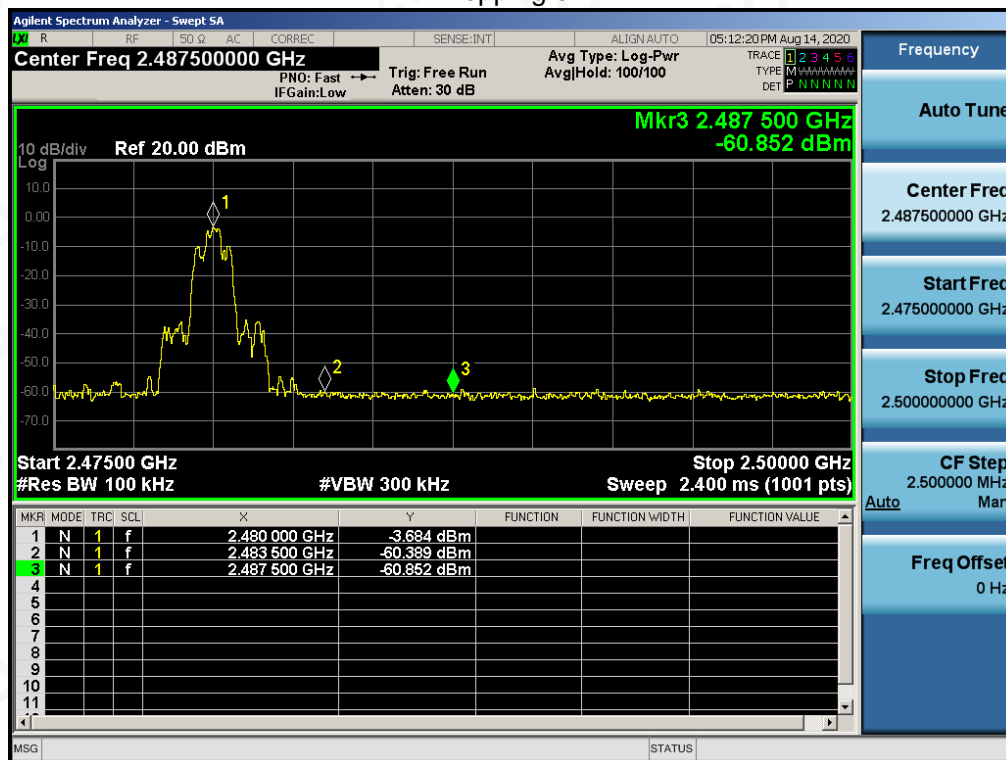 Agilent Spectrum Analyzer - Swept SA
LXI R RF 50 Ω AC CORREC SENSE:INT ALIGN AUTO 05:12:20 PM Aug 14, 2020
Center Freq 2.487500000 GHz
PNO: Fast
IFGain:Low
Trig: Free Run
Atten: 30 dB
Avg Type: Log-Pwr
Avg|Hold: 100/100
TRACE 1 2 3 4 5 6
TYPE M
DET P N N N N N
Mkr3 2.487 500 GHz
-60.852 dBm
10 dB/div Ref 20.00 dBm
Log
10.0
0.00
-10.0
-20.0
-30.0
-40.0
-50.0
-60.0
-70.0
1
2
3
Start 2.47500 GHz Stop 2.50000 GHz
#Res BW 100 kHz #VBW 300 kHz Sweep 2.400 ms (1001 pts)
MKR MODE TRC SCL X Y FUNCTION FUNCTION WIDTH FUNCTION VALUE
1 N 1 f 2.480 000 GHz -3.684 dBm
2 N 1 f 2.483 500 GHz -60.389 dBm
3 N 1 f 2.487 500 GHz -60.852 dBm
4
5
6
7
8
9
10
11
MSG STATUS
Frequency
Auto Tune
Center Freq
2.487500000 GHz
Start Freq
2.475000000 GHz
Stop Freq
2.500000000 GHz
CF Step
2.500000 MHz
Auto Man
Freq Offset
0 Hz